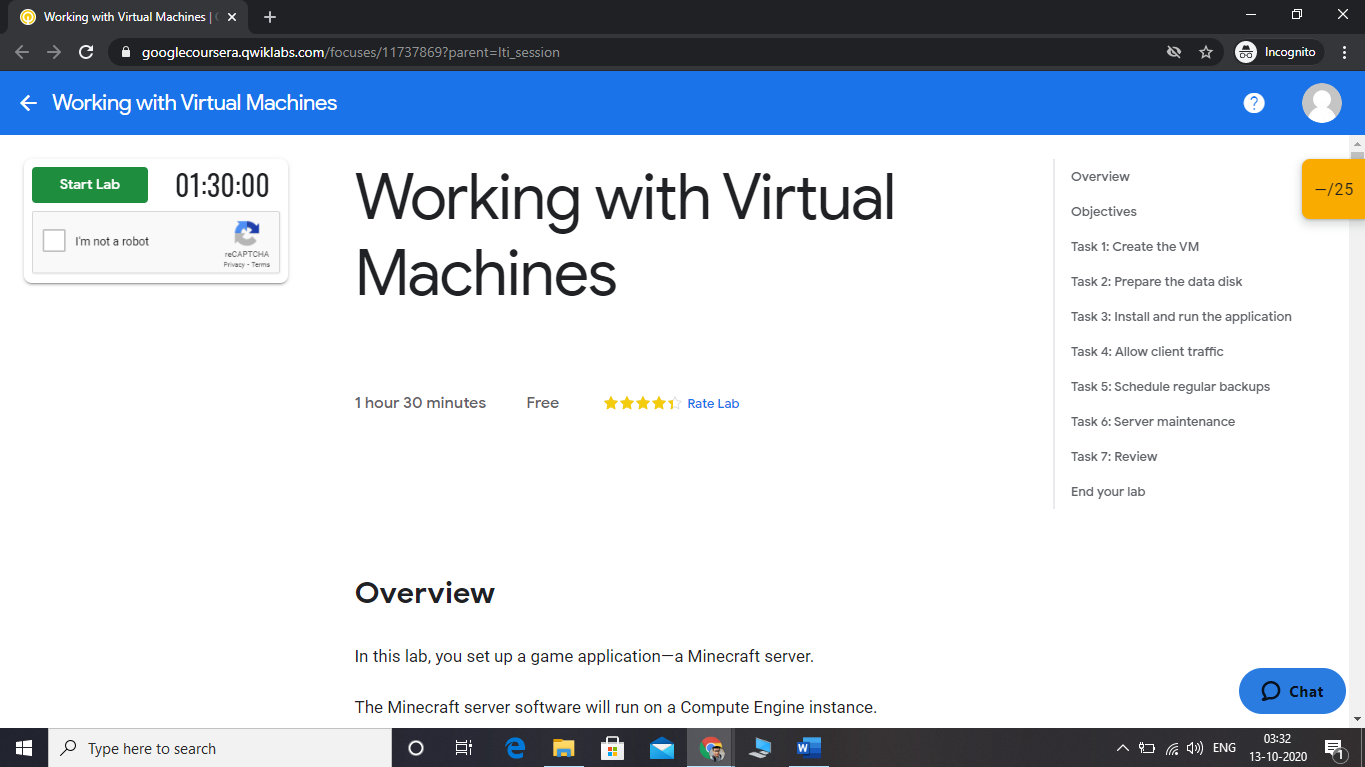 Working with Virtual Machines |
googlecoursera.qwiklabs.com/focuses/11737869?parent=lti_session
Incognito
Working with Virtual Machines
?
Start Lab
01:30:00
I'm not a robot
reCAPTCHA
Privacy - Terms
Working with Virtual
Machines
1 hour 30 minutes
Free
Rate Lab
Overview
Objectives
Task 1: Create the VM
Task 2: Prepare the data disk
Task 3: Install and run the application
Task 4: Allow client traffic
Task 5: Schedule regular backups
Task 6: Server maintenance
Task 7: Review
End your lab
–/25
Overview
In this lab, you set up a game application—a Minecraft server.
The Minecraft server software will run on a Compute Engine instance.
Chat
Type here to search
ENG
03:32
13-10-2020
1